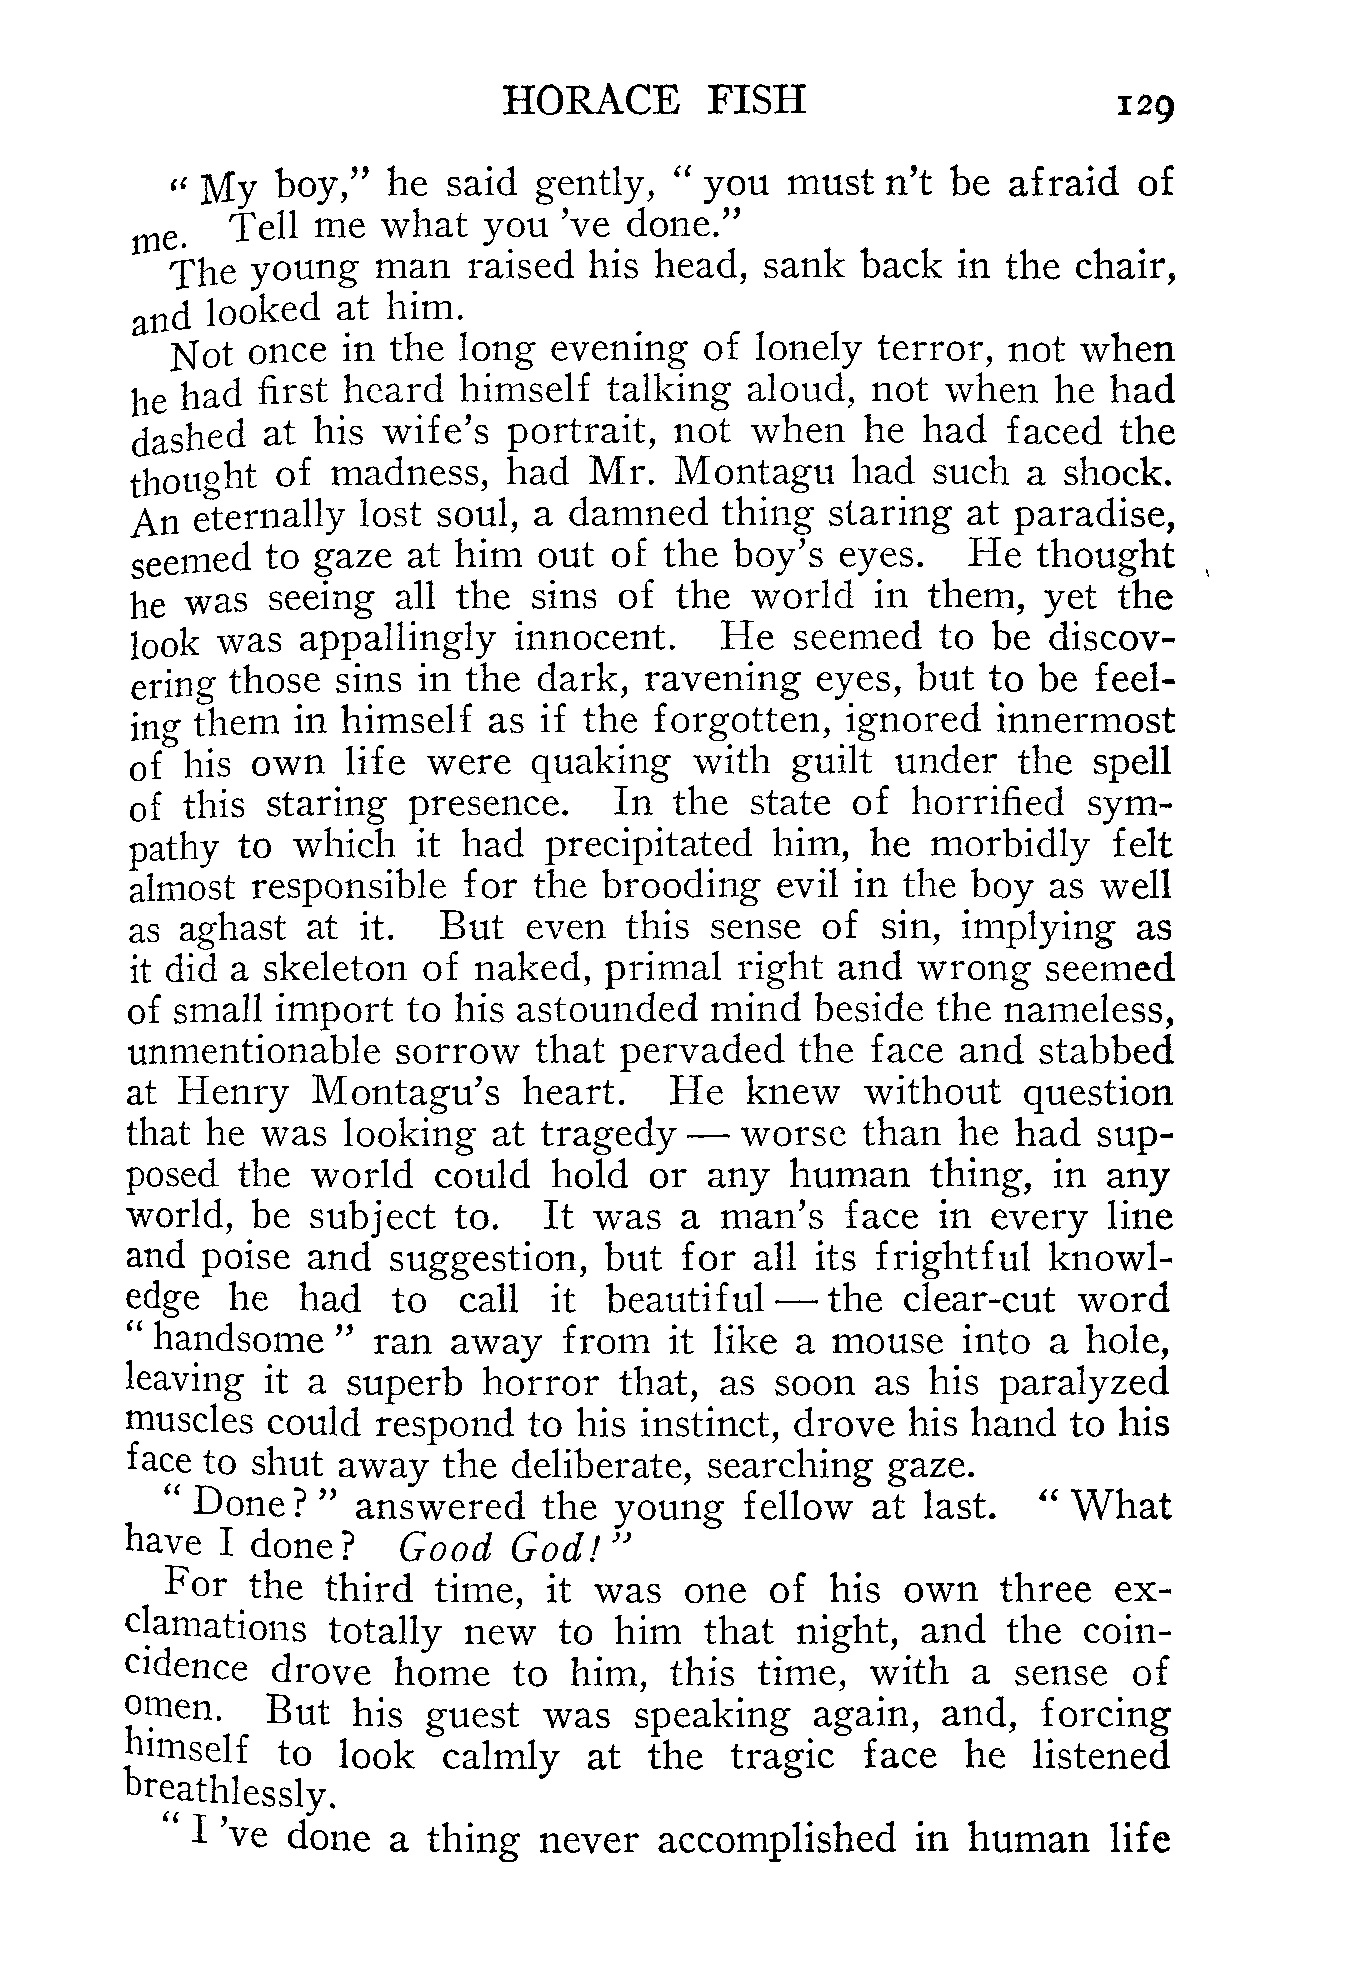 HORACE FISH 129
“ My boy,” he said gently, “ you must n’t be afraid of
me. Tell me what you ’ve done.”
The young man raised his head, sank back in the chair,
and looked at him.
Not once in the long evening of lonely terror, not when
he had first heard himself talking aloud, not when he had
dashed at his wife’s portrait, not when he had faced the
thought of madness, had Mr. Montagu had such a shock.
An eternally lost soul, a damned thing staring at paradise,
seemed to gaze at him out of the boy’s eyes. He thought
he was seeing all the sins of the world in them, yet the
look was appallingly innocent. He seemed to be discov-
ering those sins in the dark, ravening eyes, but to be feel-
ing them in himself as if the forgotten, ignored innermost
of his own life were quaking with guilt under the spell
of this staring presence. In the state of horrified sym-
pathy to which it had precipitated him, he morbidly felt
almost responsible for the brooding evil in the boy as well
as aghast at it. But even this sense of sin, implying as
it did a skeleton of naked, primal right and wrong seemed
of small import to his astounded mind beside the nameless,
unmentionable sorrow that pervaded the face and stabbed
at Henry Montagu’s heart. He knew without question
that he was looking at tragedy — worse than he had sup-
posed the world could hold or any human thing, in any
world, be subject to. It was a man’s face in every line
and poise and suggestion, but for all its frightful knowl-
edge he had to call it beautiful — the clear-cut word
“ handsome ” ran away from it like a mouse into a hole,
leaving it a superb horror that, as soon as his paralyzed
muscles could respond to his instinct, drove his hand to his
face to shut away the deliberate, searching gaze.
“ Done? ” answered the young fellow at last. “ What
have I done? Good God! ”
For the third time, it was one of his own three ex-
clamations totally new to him that night, and the coin-
cidence drove home to him, this time, with a sense of
omen. But his guest was speaking again, and, forcing
himself to look calmly at the tragic face he listened
breathlessly.
“ I ’ve done a thing never accomplished in human life